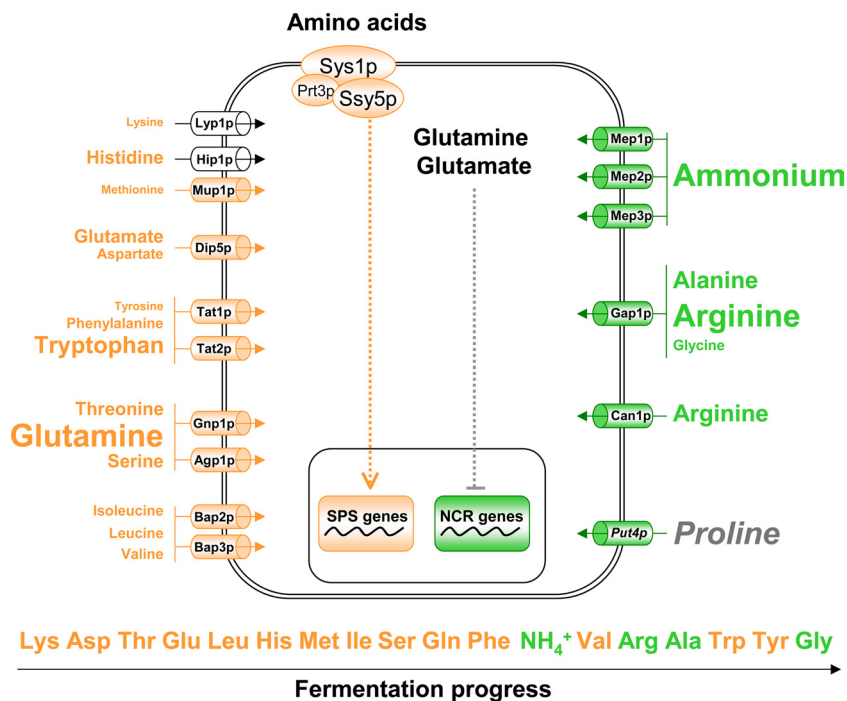 Amino acids
Sys1p
Prt3p
Ssy5p
Lysine
Lyp1p
Histidine
Hip1p
Methionine
Mup1p
Glutamate
Aspartate
Dip5p
Tyrosine
Phenylalanine
Tryptophan
Tat1p
Tat2p
Threonine
Glutamine
Serine
Gnp1p
Agp1p
Isoleucine
Leucine
Valine
Bap2p
Bap3p
Glutamine
Glutamate
SPS genes
NCR genes
Mep1p
Mep2p
Mep3p
Ammonium
Gap1p
Alanine
Arginine
Glycine
Can1p
Arginine
Put4p
Proline
Lys Asp Thr Glu Leu His Met Ile Ser Gln Phe NH₄⁺ Val Arg Ala Trp Tyr Gly
Fermentation progress